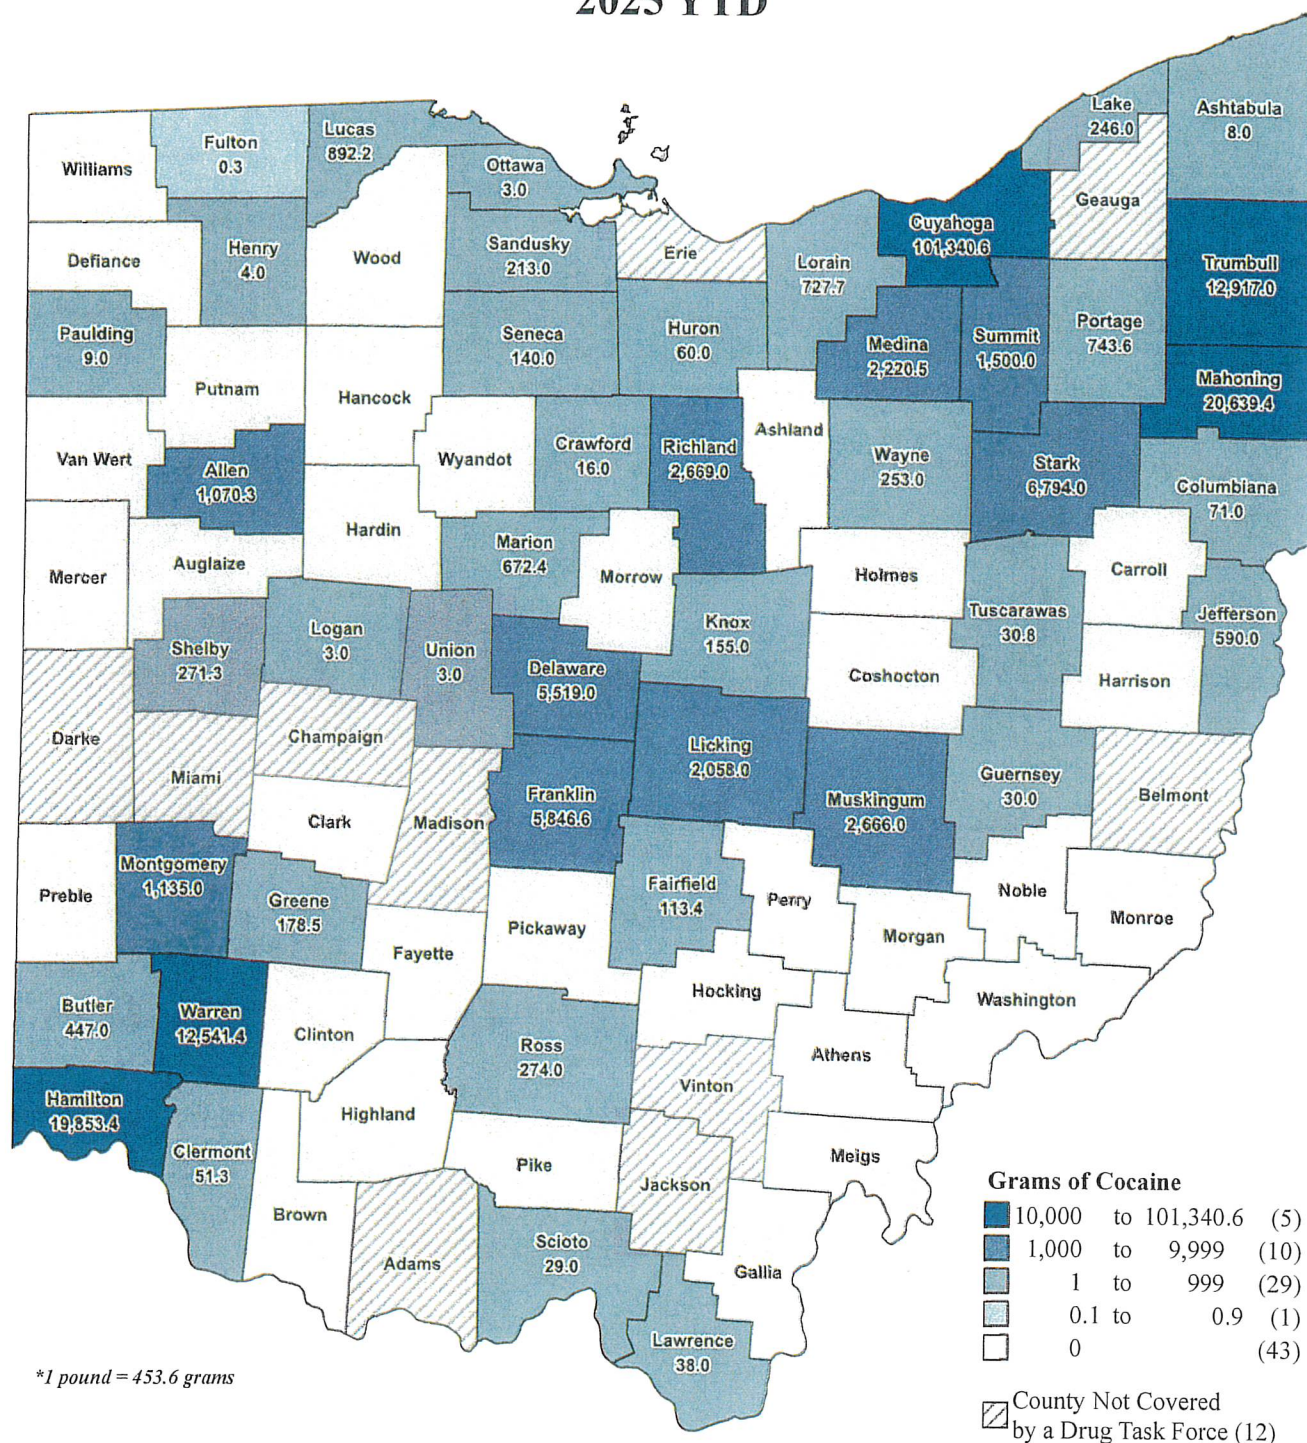 YTD
Lake
246.0
Ashtabula
8.0
Williams
Fulton
0.3
Lucas
892.2
Ottawa
3.0
Geauga
Cuyahoga
101,340.6
Defiance
Henry
4.0
Wood
Sandusky
213.0
Erie
Lorain
727.7
Trumbull
12,917.0
Paulding
9.0
Seneca
140.0
Huron
60.0
Medina
2,220.5
Summit
1,500.0
Portage
743.6
Mahoning
20,639.4
Putnam
Hancock
Van Wert
Allen
1,070.3
Wyandot
Crawford
16.0
Richland
2,669.0
Ashland
Wayne
253.0
Stark
6,794.0
Columbiana
71.0
Mercer
Auglaize
Hardin
Marion
672.4
Morrow
Holmes
Carroll
Shelby
271.3
Logan
3.0
Union
3.0
Delaware
5,519.0
Knox
155.0
Coshocton
Tuscarawas
30.8
Harrison
Jefferson
590.0
Darke
Miami
Champaign
Clark
Madison
Franklin
5,846.6
Licking
2,058.0
Muskingum
2,666.0
Guernsey
30.0
Belmont
Preble
Montgomery
1,135.0
Greene
178.5
Fayette
Pickaway
Fairfield
113.4
Perry
Morgan
Noble
Monroe
Butler
447.0
Warren
12,541.4
Clinton
Ross
274.0
Hocking
Athens
Washington
Hamilton
19,853.4
Clermont
51.3
Highland
Vinton
Meigs
Brown
Adams
Pike
Jackson
Scioto
29.0
Gallia
Lawrence
38.0
Grams of Cocaine
10,000 to 101,340.6 (5)
1,000 to 9,999 (10)
1 to 999 (29)
0.1 to 0.9 (1)
0 (43)
County Not Covered
by a Drug Task Force (12)
*1 pound = 453.6 grams